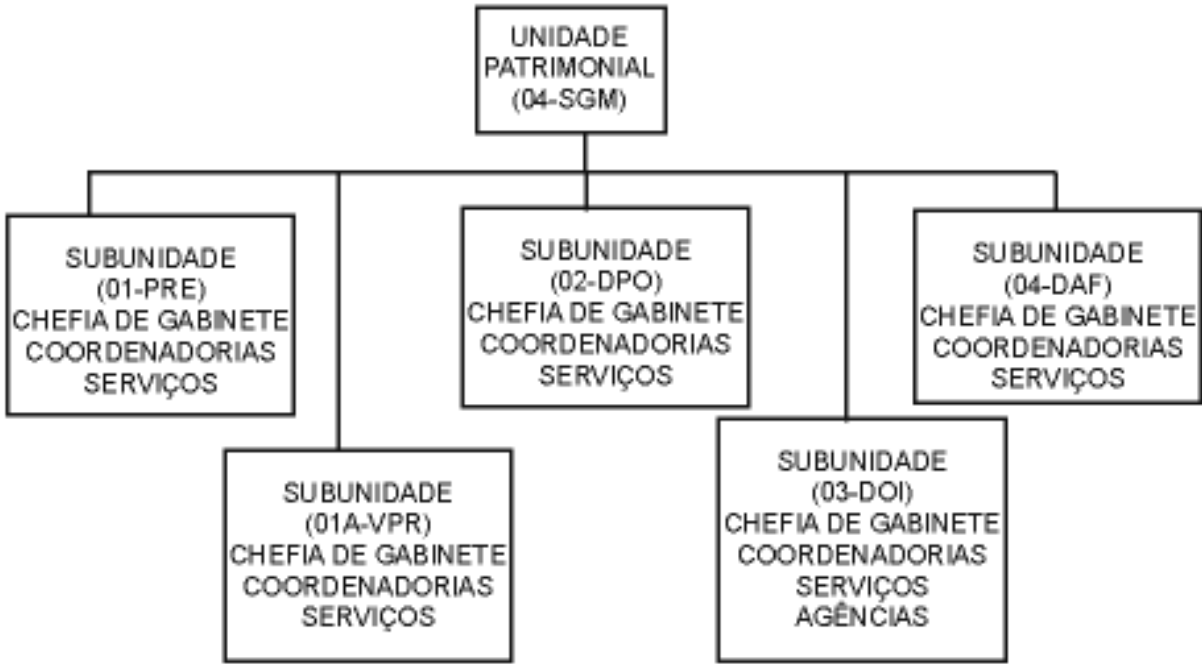 UNIDADE
PATRIMONIAL
(04-SGM)
SUBUNIDADE
(01-PRE)
CHEFIA DE GABINETE
COORDENADORIAS
SERVIÇOS
SUBUNIDADE
(01A-VPR)
CHEFIA DE GABINETE
COORDENADORIAS
SERVIÇOS
SUBUNIDADE
(02-DPO)
CHEFIA DE GABINETE
COORDENADORIAS
SERVIÇOS
SUBUNIDADE
(03-DOI)
CHEFIA DE GABINETE
COORDENADORIAS
SERVIÇOS
AGÊNCIAS
SUBUNIDADE
(04-DAF)
CHEFIA DE GABINETE
COORDENADORIAS
SERVIÇOS